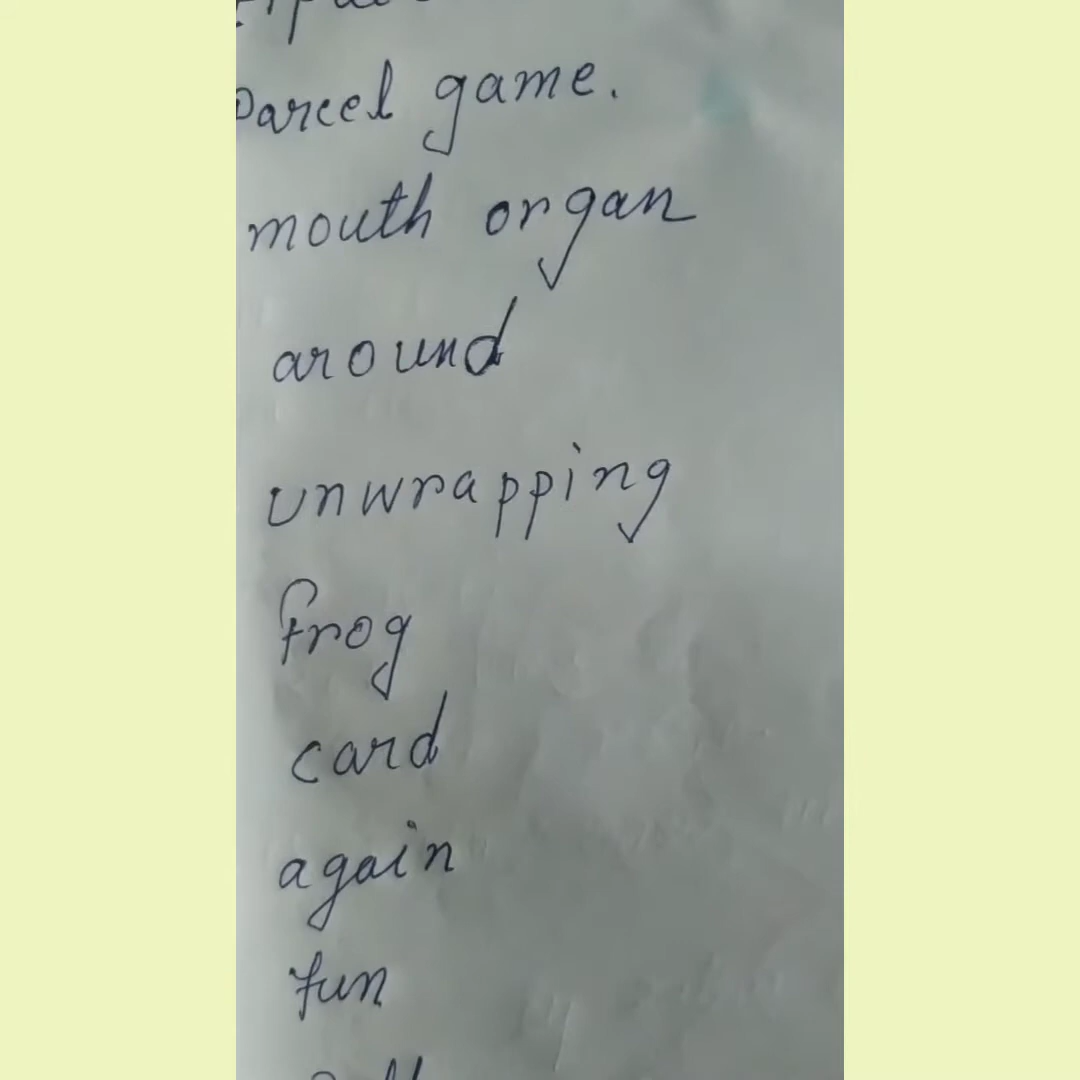 Parcel game.
mouth organ
around
unwrapping
frog
card
again
fun